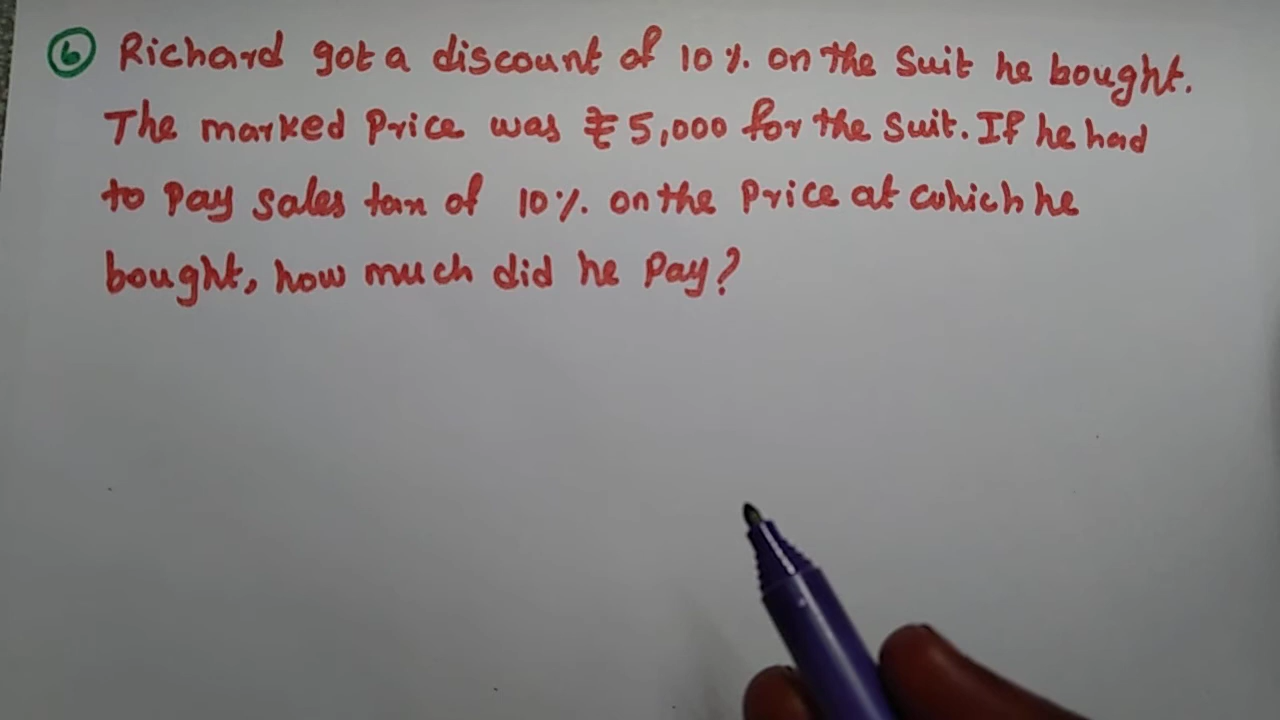 6 Richard got a discount of 10%. on the suit he bought.
The marked Price was ₹5,000 for the suit. If he had
to Pay sales tax of 10%. on the Price at which he
bought, how much did he Pay?